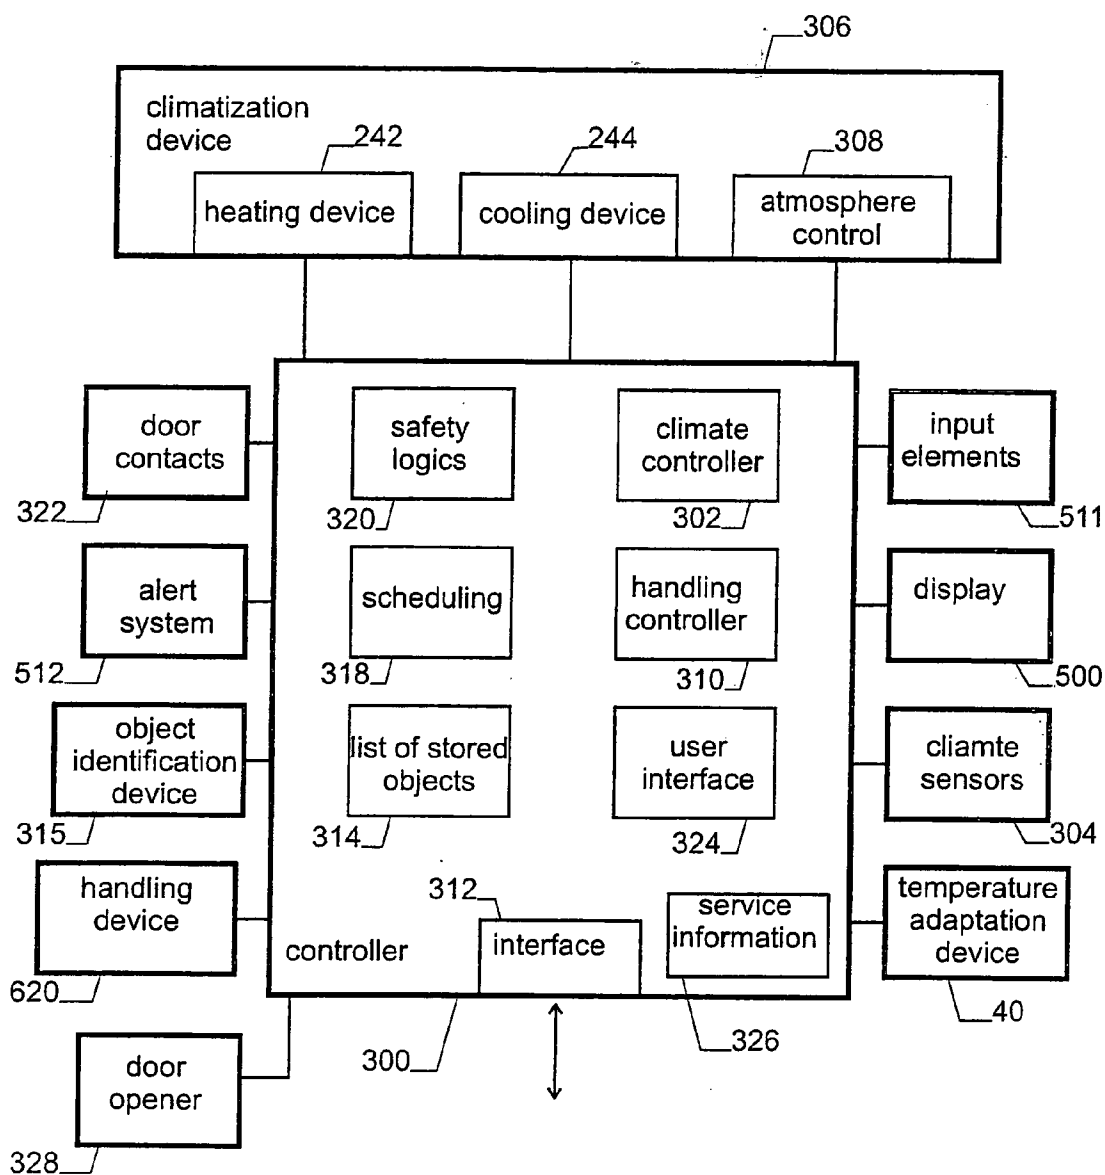 306
climatization
device
242
244
308
heating device
cooling device
atmosphere
control
door
contacts
322
safety
logics
320
climate
controller
302
input
elements
511
alert
system
512
scheduling
318
handling
controller
310
display
500
object
identification
device
315
list of stored
objects
314
user
interface
324
cliamte
sensors
304
handling
device
620
controller
312
interface
300
service
information
326
temperature
adaptation
device
40
door
opener
328